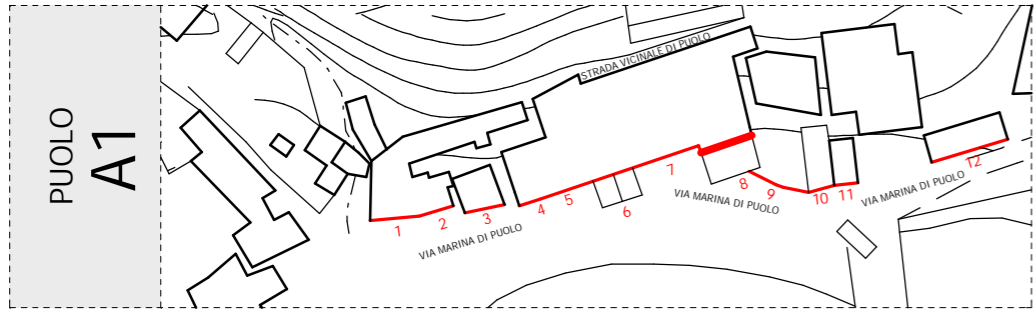 PUOLO
A1
STRADA VICINALE DI PUOLO
1
2
3
4
5
6
7
8
9
10
11
12
VIA MARINA DI PUOLO
VIA MARINA DI PUOLO
VIA MARINA DI PUOLO